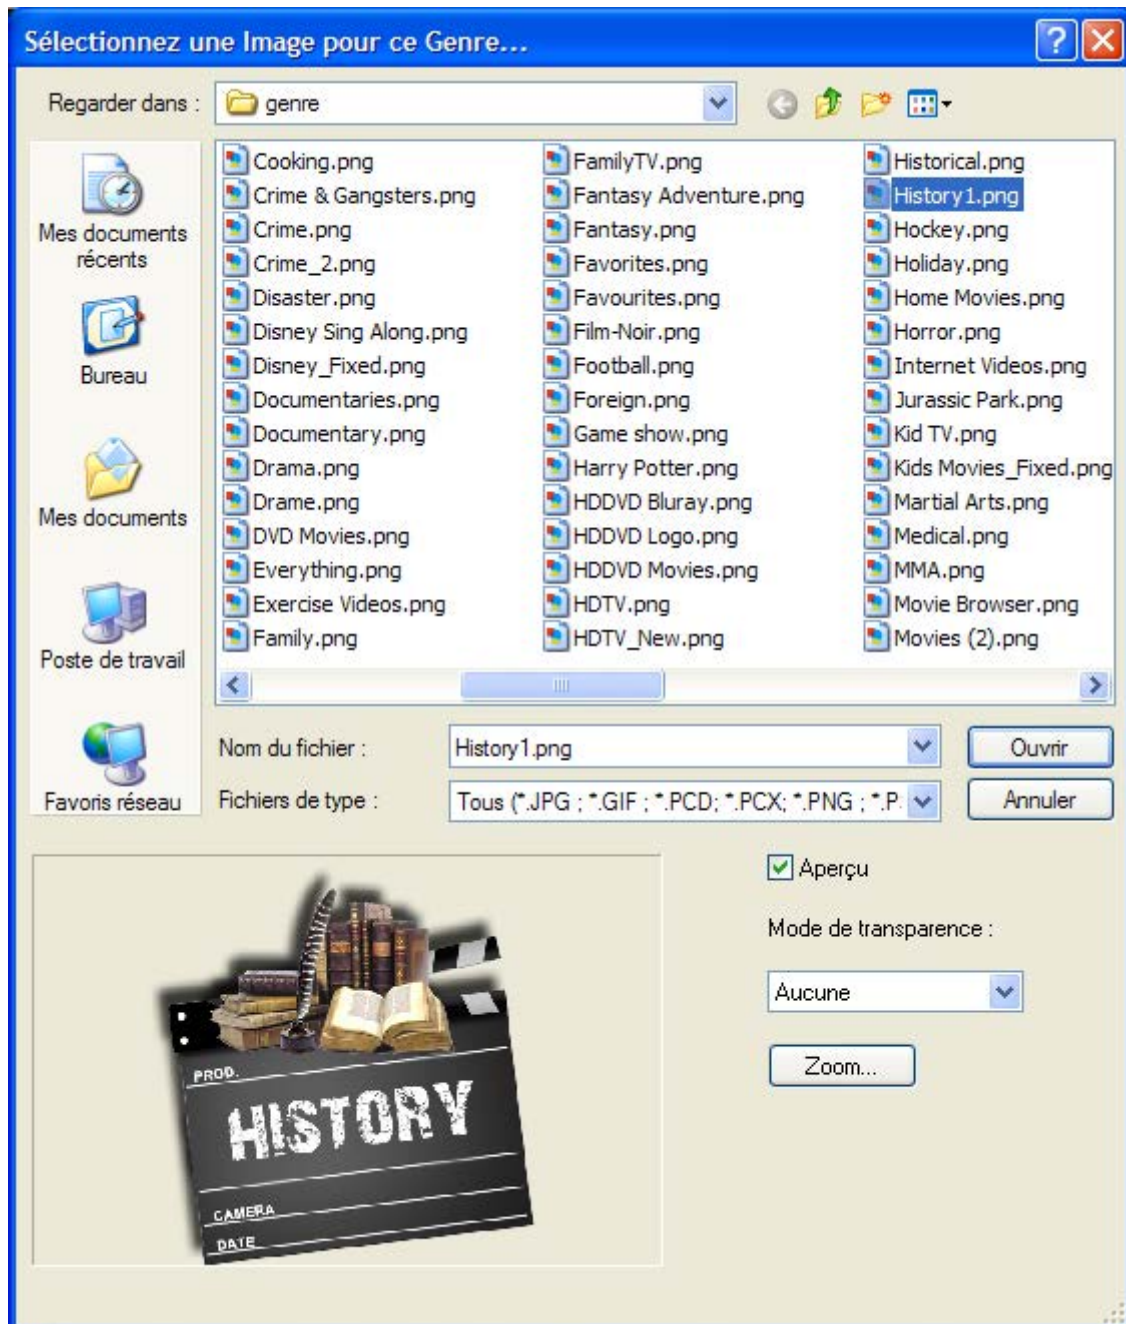 Sélectionnez une Image pour ce Genre...
Regarder dans :
genre
Mes documents
récents
Bureau
Mes documents
Poste de travail
Favoris réseau
Cooking.png
Crime & Gangsters.png
Crime.png
Crime_2.png
Disaster.png
Disney Sing Along.png
Disney_Fixed.png
Documentaries.png
Documentary.png
Drama.png
Drame.png
DVD Movies.png
Everything.png
Exercise Videos.png
Family.png
FamilyTV.png
Fantasy Adventure.png
Fantasy.png
Favorites.png
Favourites.png
Film-Noir.png
Football.png
Foreign.png
Game show.png
Harry Potter.png
HDDVD Bluray.png
HDDVD Logo.png
HDDVD Movies.png
HDTV.png
HDTV_New.png
Historical.png
History1.png
Hockey.png
Holiday.png
Home Movies.png
Horror.png
Internet Videos.png
Jurassic Park.png
Kid TV.png
Kids Movies_Fixed.png
Martial Arts.png
Medical.png
MMA.png
Movie Browser.png
Movies (2).png
Nom du fichier :
History1.png
Ouvrir
Fichiers de type :
Tous (*.JPG ; *.GIF ; *.PCD; *.PCX; *.PNG ; *.P
Annuler
PROD.
HISTORY
CAMERA
DATE
Aperçu
Mode de transparence :
Aucune
Zoom...